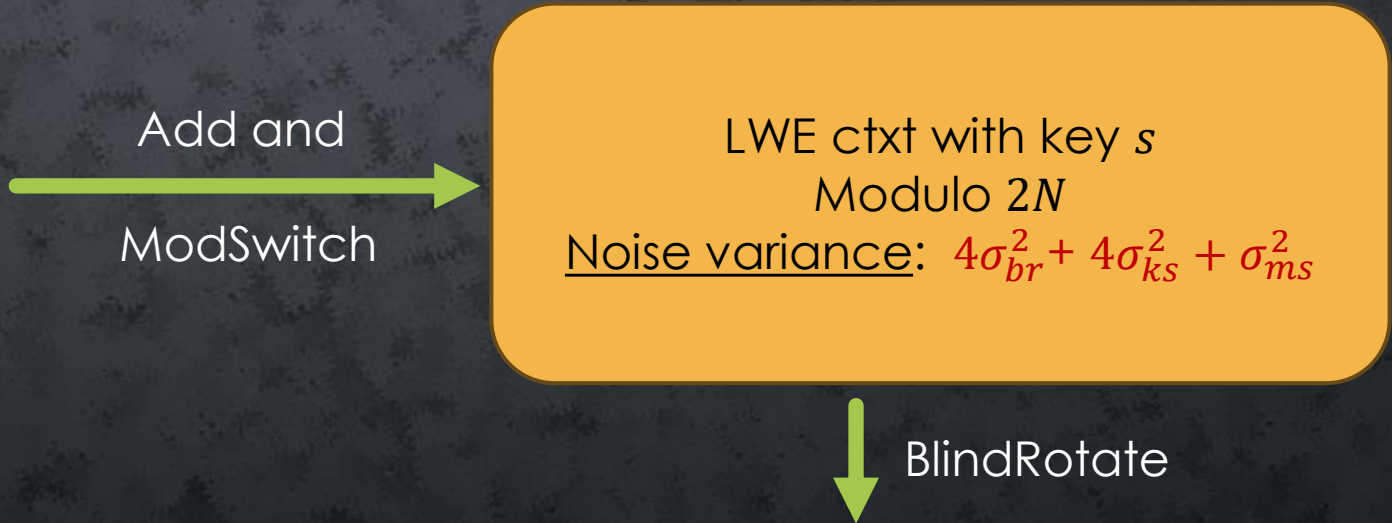 Add and
ModSwitch
LWE ctxt with key 𝑠
Modulo 2𝑁
Noise variance: 4𝜎²_𝑏𝑟 + 4𝜎²_𝑘𝑠 + 𝜎²_𝑚𝑠
BlindRotate